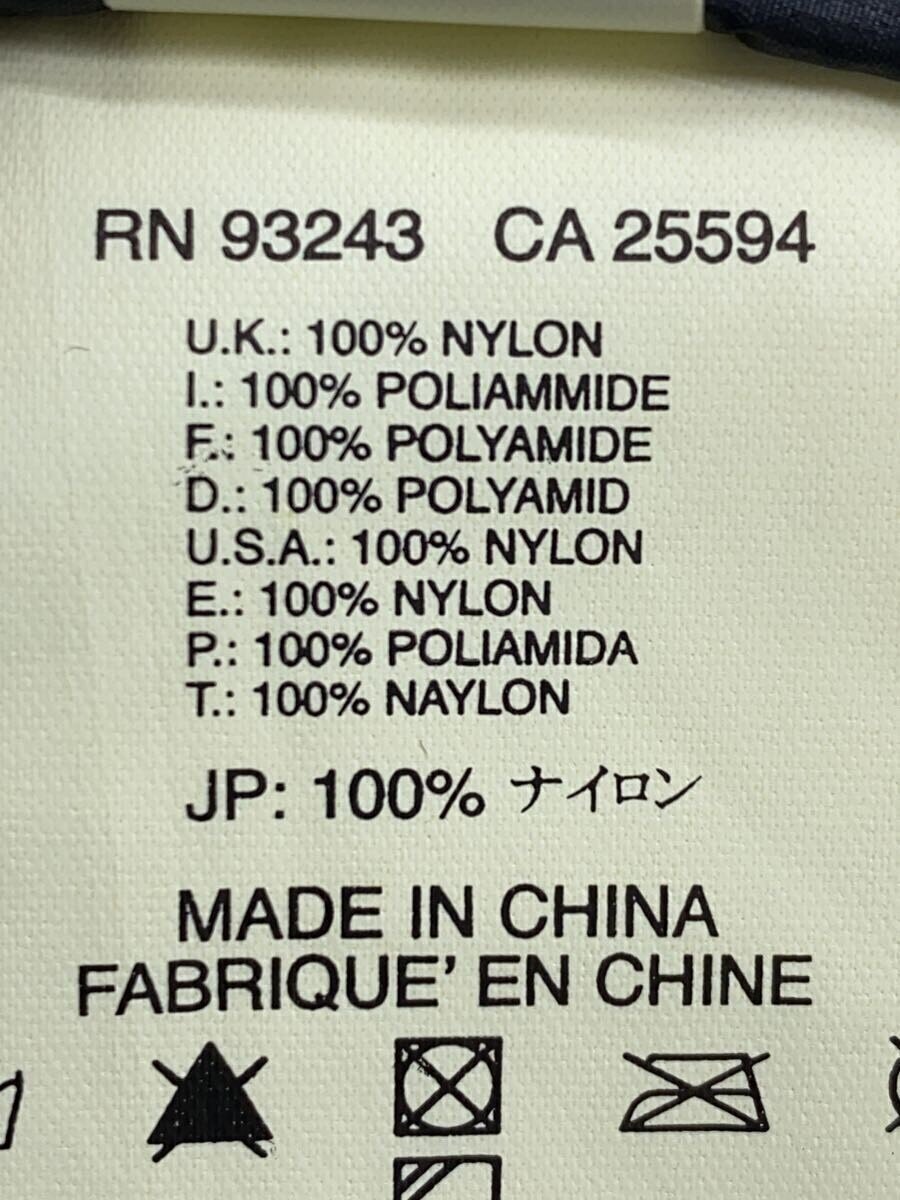 RN 93243 CA 25594
U.K.: 100% NYLON
I.: 100% POLIAMMIDE
F.: 100% POLYAMIDE
D.: 100% POLYAMID
U.S.A.: 100% NYLON
E.: 100% NYLON
P.: 100% POLIAMIDA
T.: 100% NAYLON
JP: 100% ナイロン
MADE IN CHINA
FABRIQUE' EN CHINE